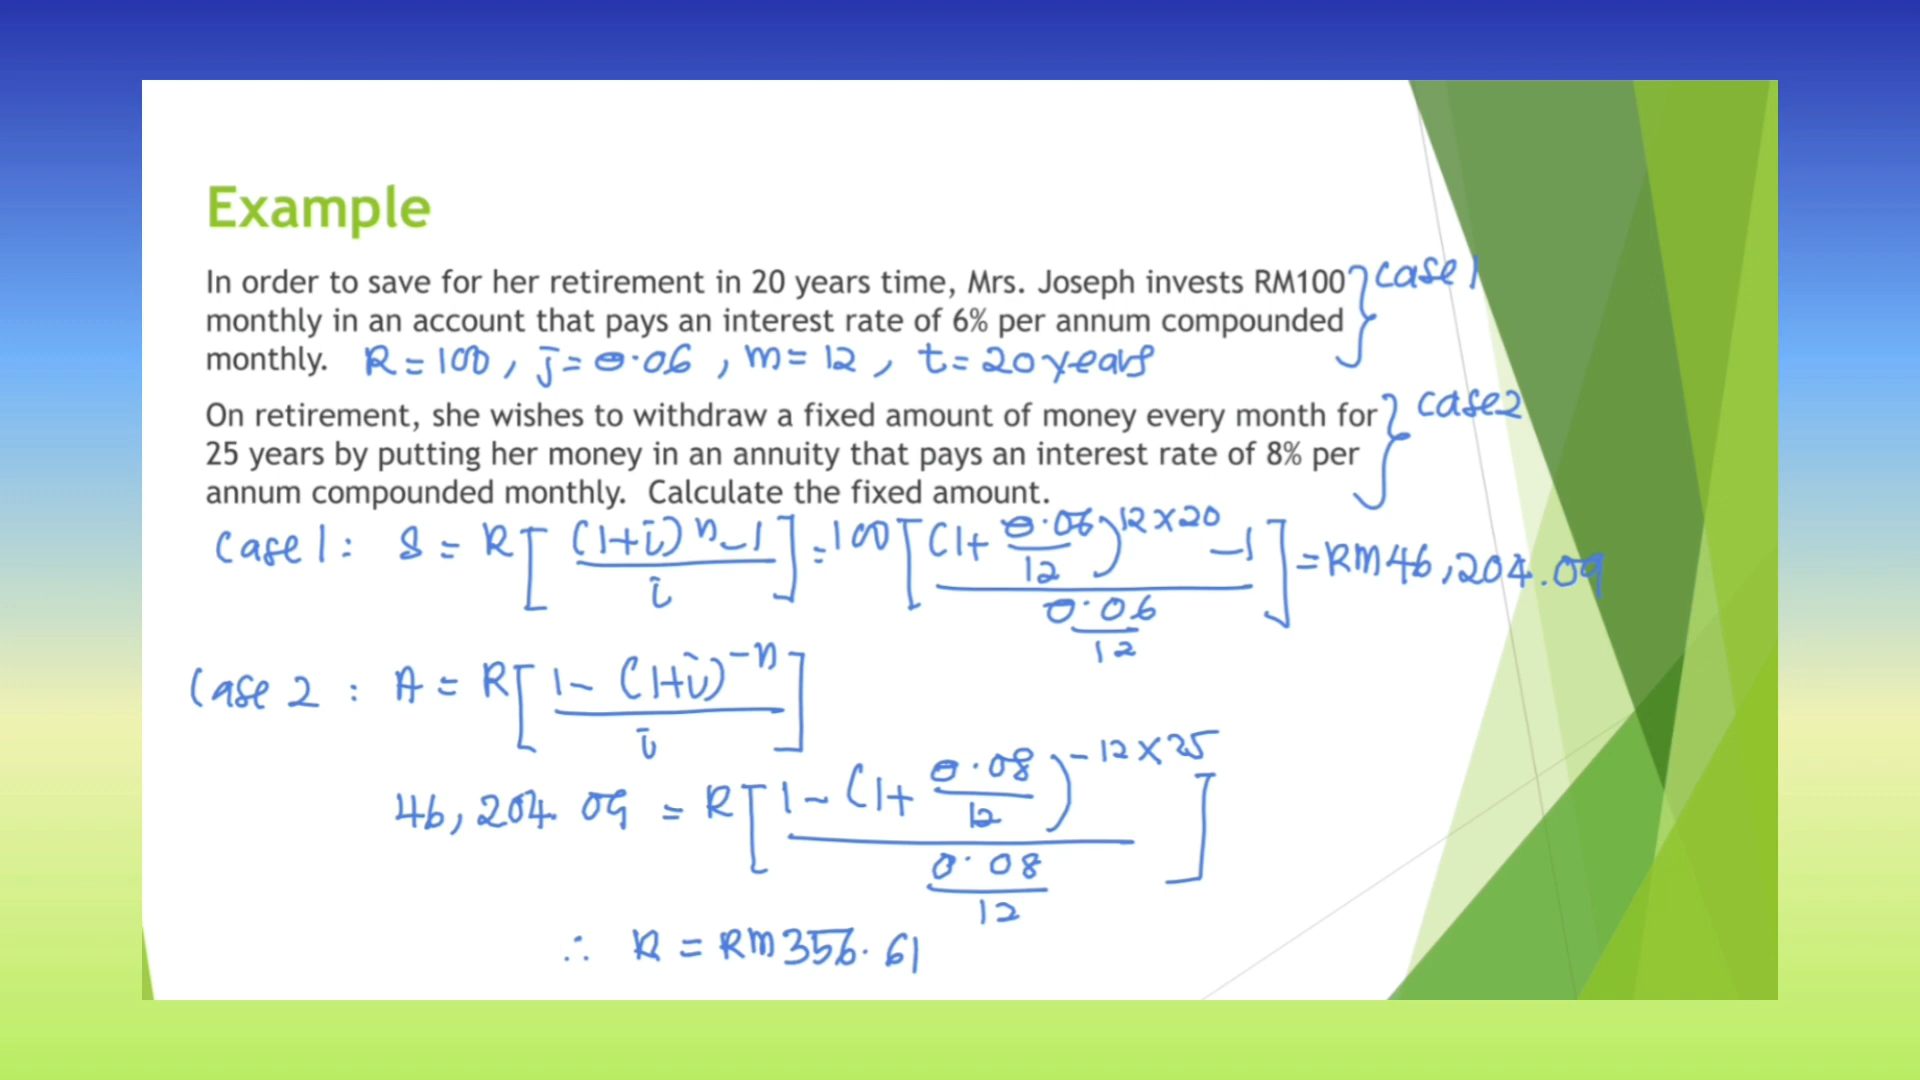 Example
In order to save for her retirement in 20 years time, Mrs. Joseph invests RM100 } case 1
monthly in an account that pays an interest rate of 6% per annum compounded
monthly. R = 100, j = 0.06, m = 12, t = 20 years
On retirement, she wishes to withdraw a fixed amount of money every month for } case 2
25 years by putting her money in an annuity that pays an interest rate of 8% per
annum compounded monthly. Calculate the fixed amount.
Case 1: S = R[((1+i)^n - 1)/i] = 100[((1+0.06/12)^12×20 - 1)/(0.06/12)] = RM46,204.09
Case 2: A = R[(1 - (1+i)^-n)/i]
46,204.09 = R[(1 - (1+0.08/12)^-12×25)/(0.08/12)]
∴ R = RM356.61